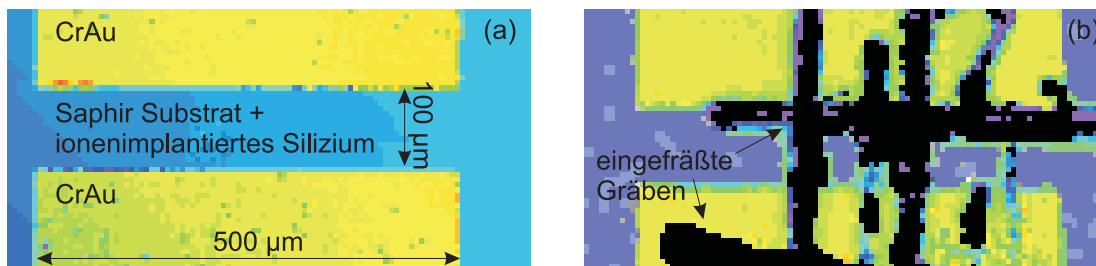 CrAu
(a)
100 µm
Saphir Substrat +
ionenimplantiertes Silizium
CrAu
500 µm
(b)
eingefräßte
Gräben